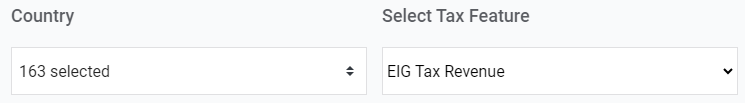 Country Select Tax Feature
163 selected EIG Tax Revenue